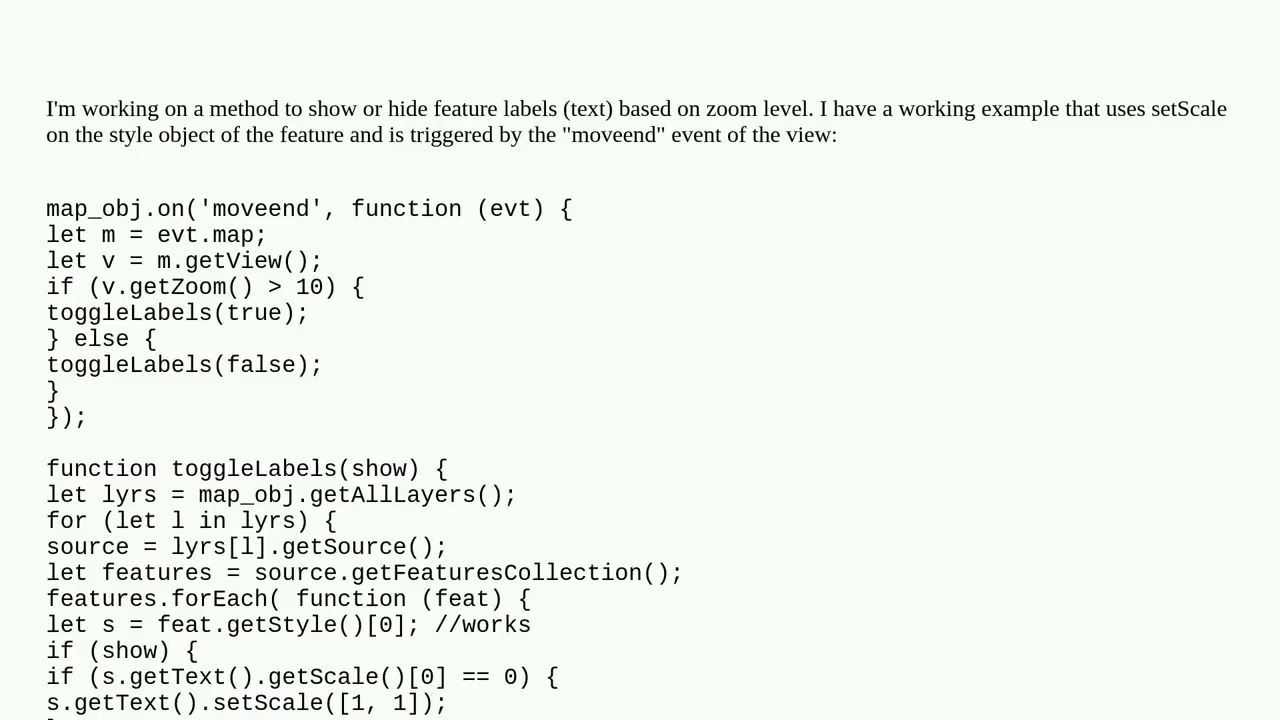 I'm working on a method to show or hide feature labels (text) based on zoom level. I have a working example that uses setScale
on the style object of the feature and is triggered by the "moveend" event of the view:
map_obj.on('moveend', function (evt) {
let m = evt.map;
let v = m.getView();
if (v.getZoom() > 10) {
toggleLabels(true);
} else {
toggleLabels(false);
}
});
function toggleLabels(show) {
let lyrs = map_obj.getAllLayers();
for (let l in lyrs) {
source = lyrs[l].getSource();
let features = source.getFeaturesCollection();
features.forEach( function (feat) {
let s = feat.getStyle()[0]; //works
if (show) {
if (s.getText().getScale()[0] == 0) {
s.getText().setScale([1, 1]);